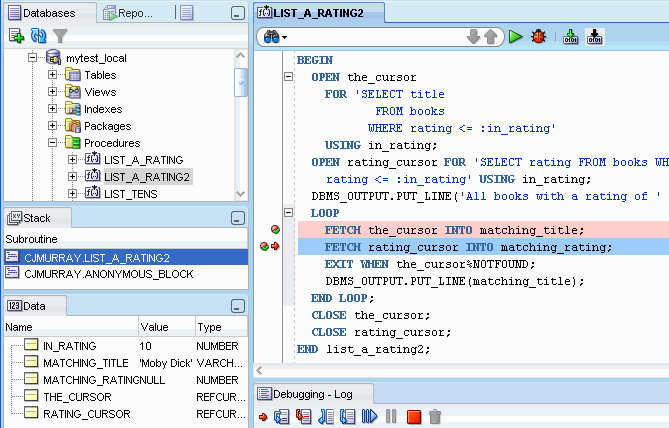 Databases
Repo...
mytest_local
Tables
Views
Indexes
Packages
Procedures
LIST_A_RATING
LIST_A_RATING2
LIST_TENS
Stack
Subroutine
CJMURRAY.LIST_A_RATING2
CJMURRAY.ANONYMOUS_BLOCK
Data
Name Value Type
IN_RATING 10 NUMBER
MATCHING_TITLE 'Moby Dick' VARCH...
MATCHING_RATING NULL NUMBER
THE_CURSOR REFCUR...
RATING_CURSOR REFCUR...
LIST_A_RATING2
BEGIN
OPEN the_cursor
FOR 'SELECT title
FROM books
WHERE rating <= :in_rating'
USING in_rating;
OPEN rating_cursor FOR 'SELECT rating FROM books WH
rating <= :in_rating' USING in_rating;
DBMS_OUTPUT.PUT_LINE('All books with a rating of '
LOOP
FETCH the_cursor INTO matching_title;
FETCH rating_cursor INTO matching_rating;
EXIT WHEN the_cursor%NOTFOUND;
DBMS_OUTPUT.PUT_LINE(matching_title);
END LOOP;
CLOSE the_cursor;
CLOSE rating_cursor;
END list_a_rating2;
Debugging - Log